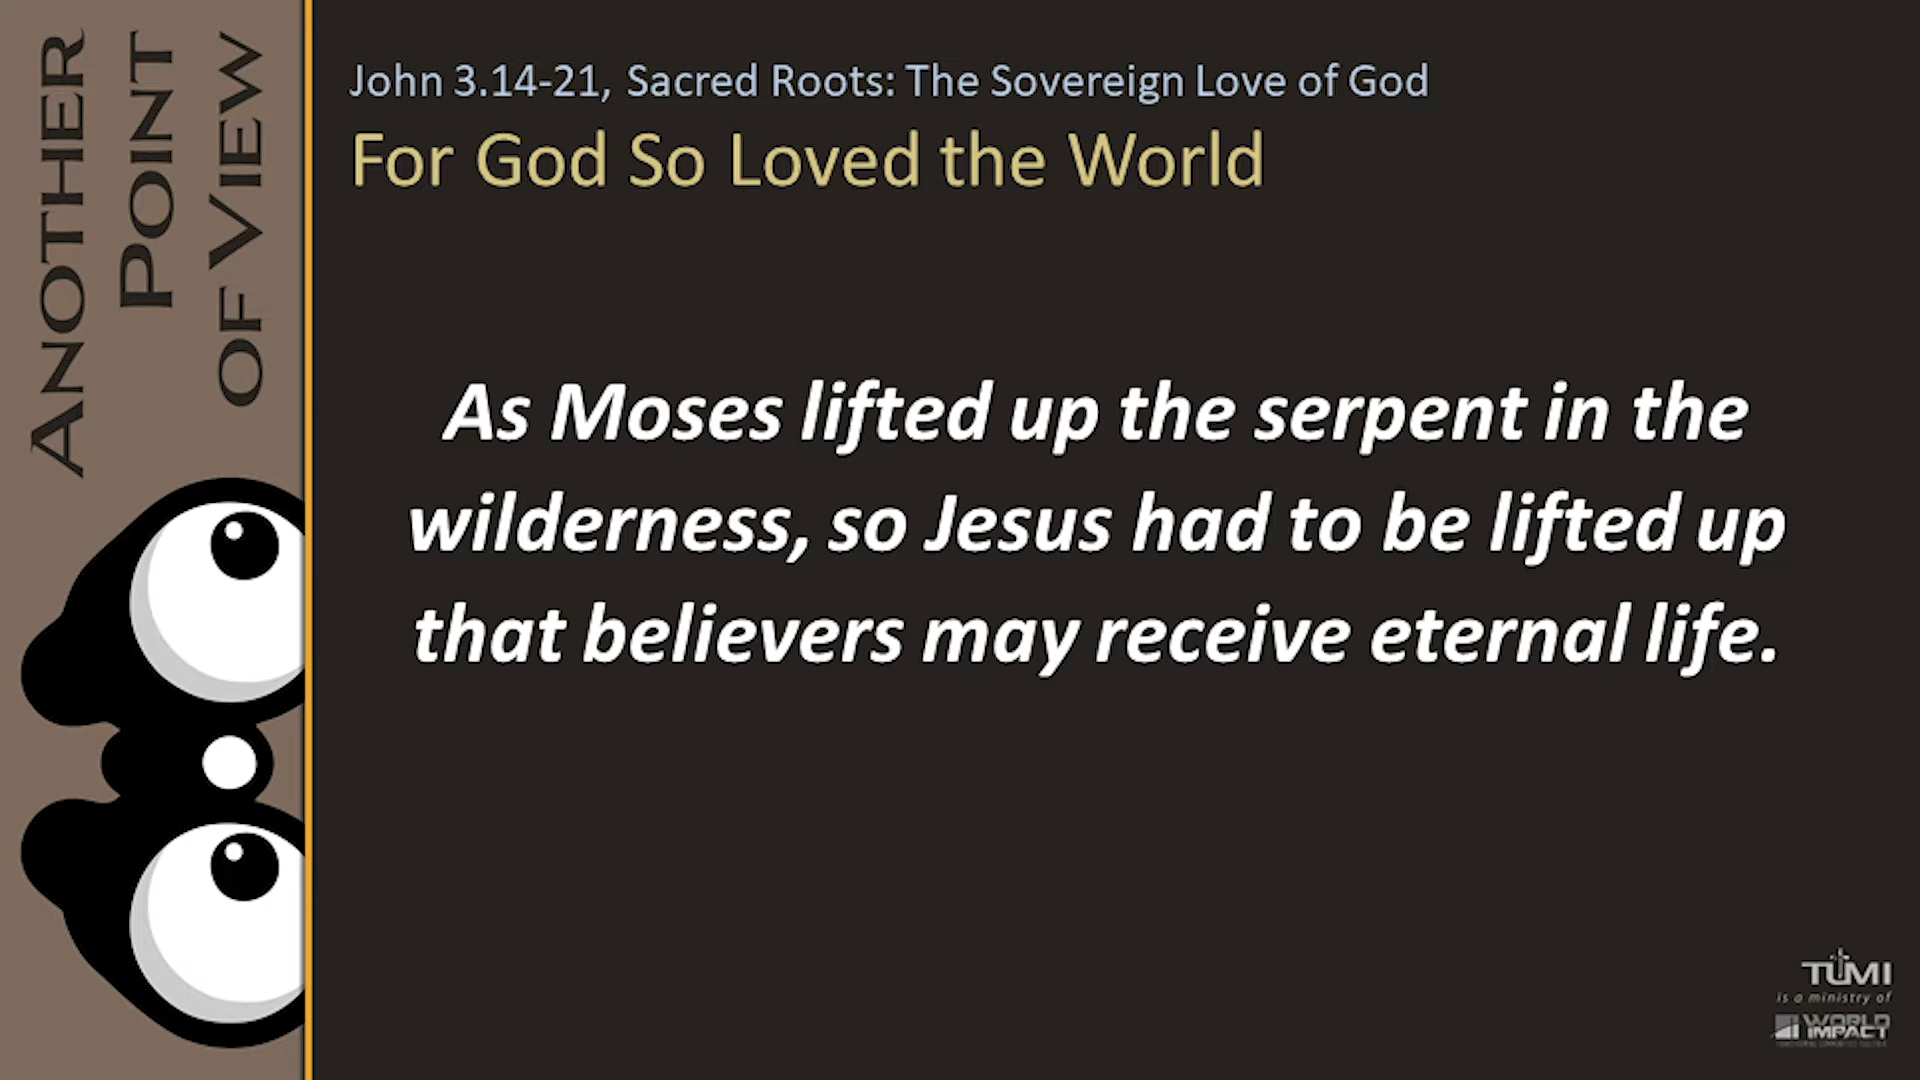 ANOTHER
POINT
OF VIEW
John 3.14-21, Sacred Roots: The Sovereign Love of God
For God So Loved the World
As Moses lifted up the serpent in the
wilderness, so Jesus had to be lifted up
that believers may receive eternal life.
TUMI
is a ministry of
WORLD
IMPACT